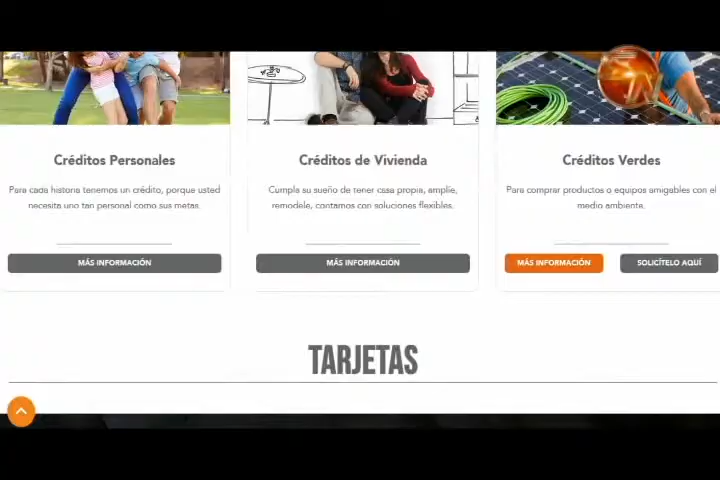 Créditos Personales
Para cada historia tenemos un crédito, porque usted
necesita uno tan personal como sus metas.
MÁS INFORMACIÓN
Créditos de Vivienda
Cumpla su sueño de tener casa propia, amplíe,
remodele, contamos con soluciones flexibles.
MÁS INFORMACIÓN
Créditos Verdes
Para comprar productos o equipos amigables con el
medio ambiente.
MÁS INFORMACIÓN
SOLICÍTELO AQUÍ
TARJETAS